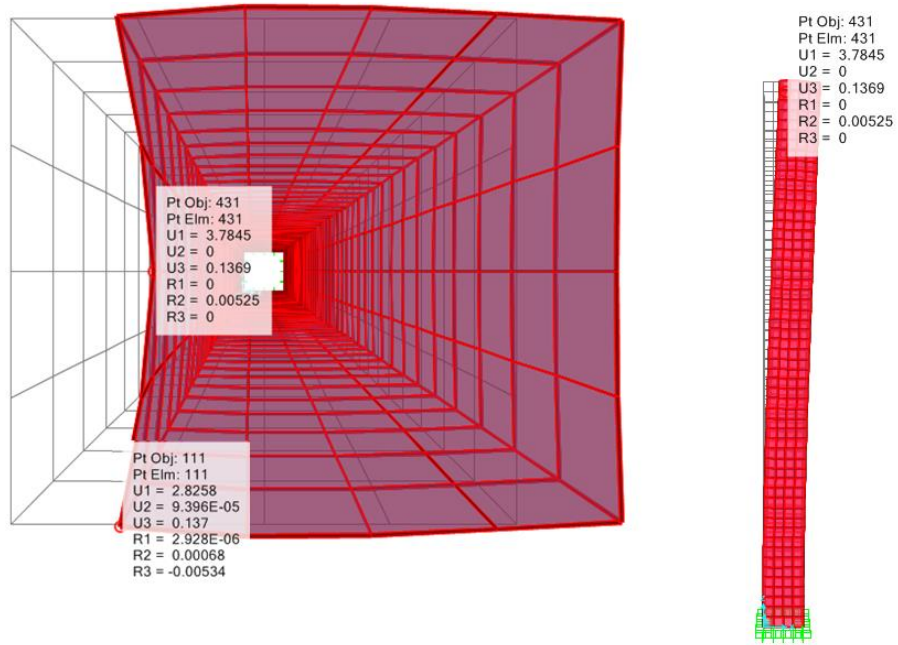 Pt Obj: 431
Pt Elm: 431
U1 = 3.7845
U2 = 0
U3 = 0.1369
R1 = 0
R2 = 0.00525
R3 = 0
Pt Obj: 111
Pt Elm: 111
U1 = 2.8258
U2 = 9.396E-05
U3 = 0.137
R1 = 2.928E-06
R2 = 0.00068
R3 = -0.00534
Pt Obj: 431
Pt Elm: 431
U1 = 3.7845
U2 = 0
U3 = 0.1369
R1 = 0
R2 = 0.00525
R3 = 0